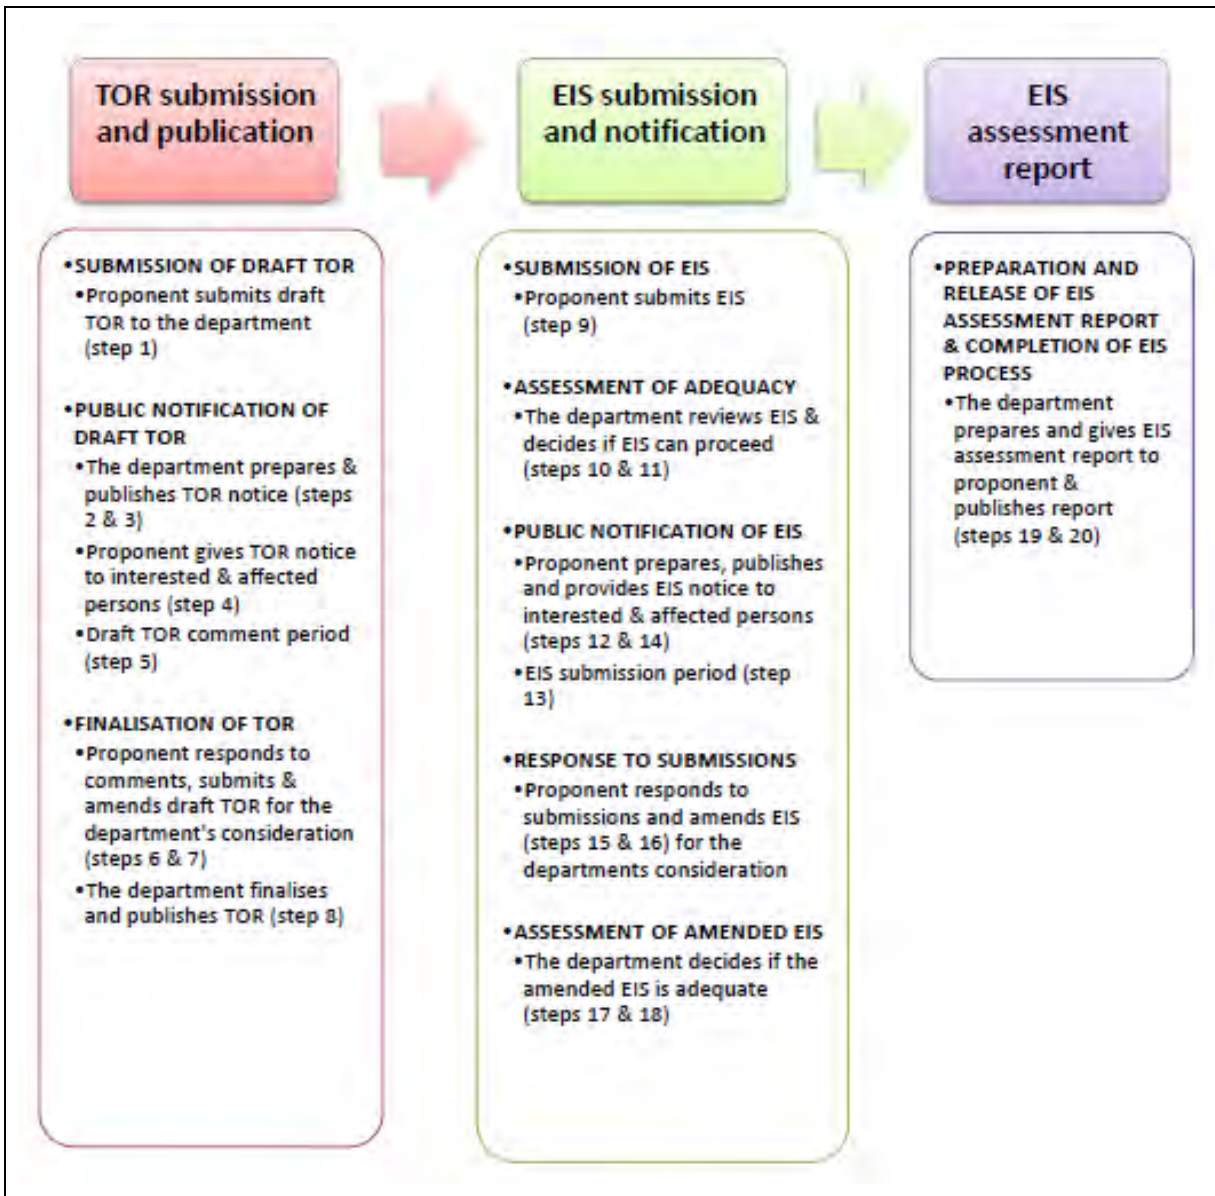 TOR submission
and publication
EIS submission
and notification
EIS
assessment
report
•SUBMISSION OF DRAFT TOR
•Proponent submits draft
TOR to the department
(step 1)
•PUBLIC NOTIFICATION OF
DRAFT TOR
•The department prepares &
publishes TOR notice (steps
2 & 3)
•Proponent gives TOR notice
to interested & affected
persons (step 4)
•Draft TOR comment period
(step 5)
•FINALISATION OF TOR
•Proponent responds to
comments, submits &
amends draft TOR for the
department's consideration
(steps 6 & 7)
•The department finalises
and publishes TOR (step 8)
•SUBMISSION OF EIS
•Proponent submits EIS
(step 9)
•ASSESSMENT OF ADEQUACY
•The department reviews EIS &
decides if EIS can proceed
(steps 10 & 11)
•PUBLIC NOTIFICATION OF EIS
•Proponent prepares, publishes
and provides EIS notice to
interested & affected persons
(steps 12 & 14)
•EIS submission period (step
13)
•RESPONSE TO SUBMISSIONS
•Proponent responds to
submissions and amends EIS
(steps 15 & 16) for the
departments consideration
•ASSESSMENT OF AMENDED EIS
•The department decides if the
amended EIS is adequate
(steps 17 & 18)
•PREPARATION AND
RELEASE OF EIS
ASSESSMENT REPORT
& COMPLETION OF EIS
PROCESS
•The department
prepares and gives EIS
assessment report to
proponent &
publishes report
(steps 19 & 20)